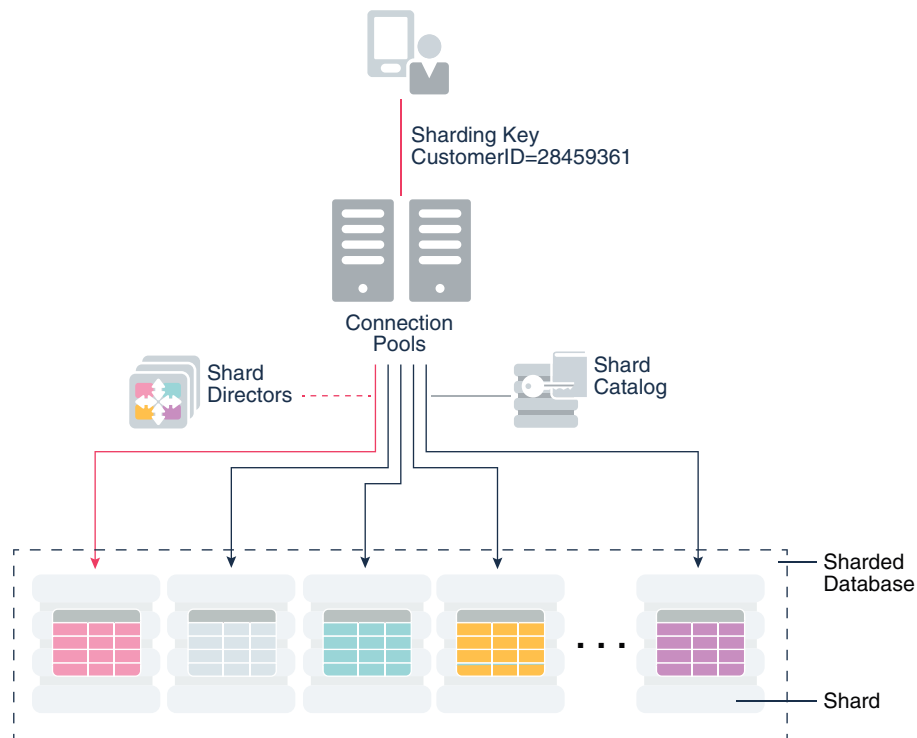 Sharding Key
CustomerID=28459361
Connection
Pools
Shard
Directors
Shard
Catalog
Sharded
Database
. . .
Shard